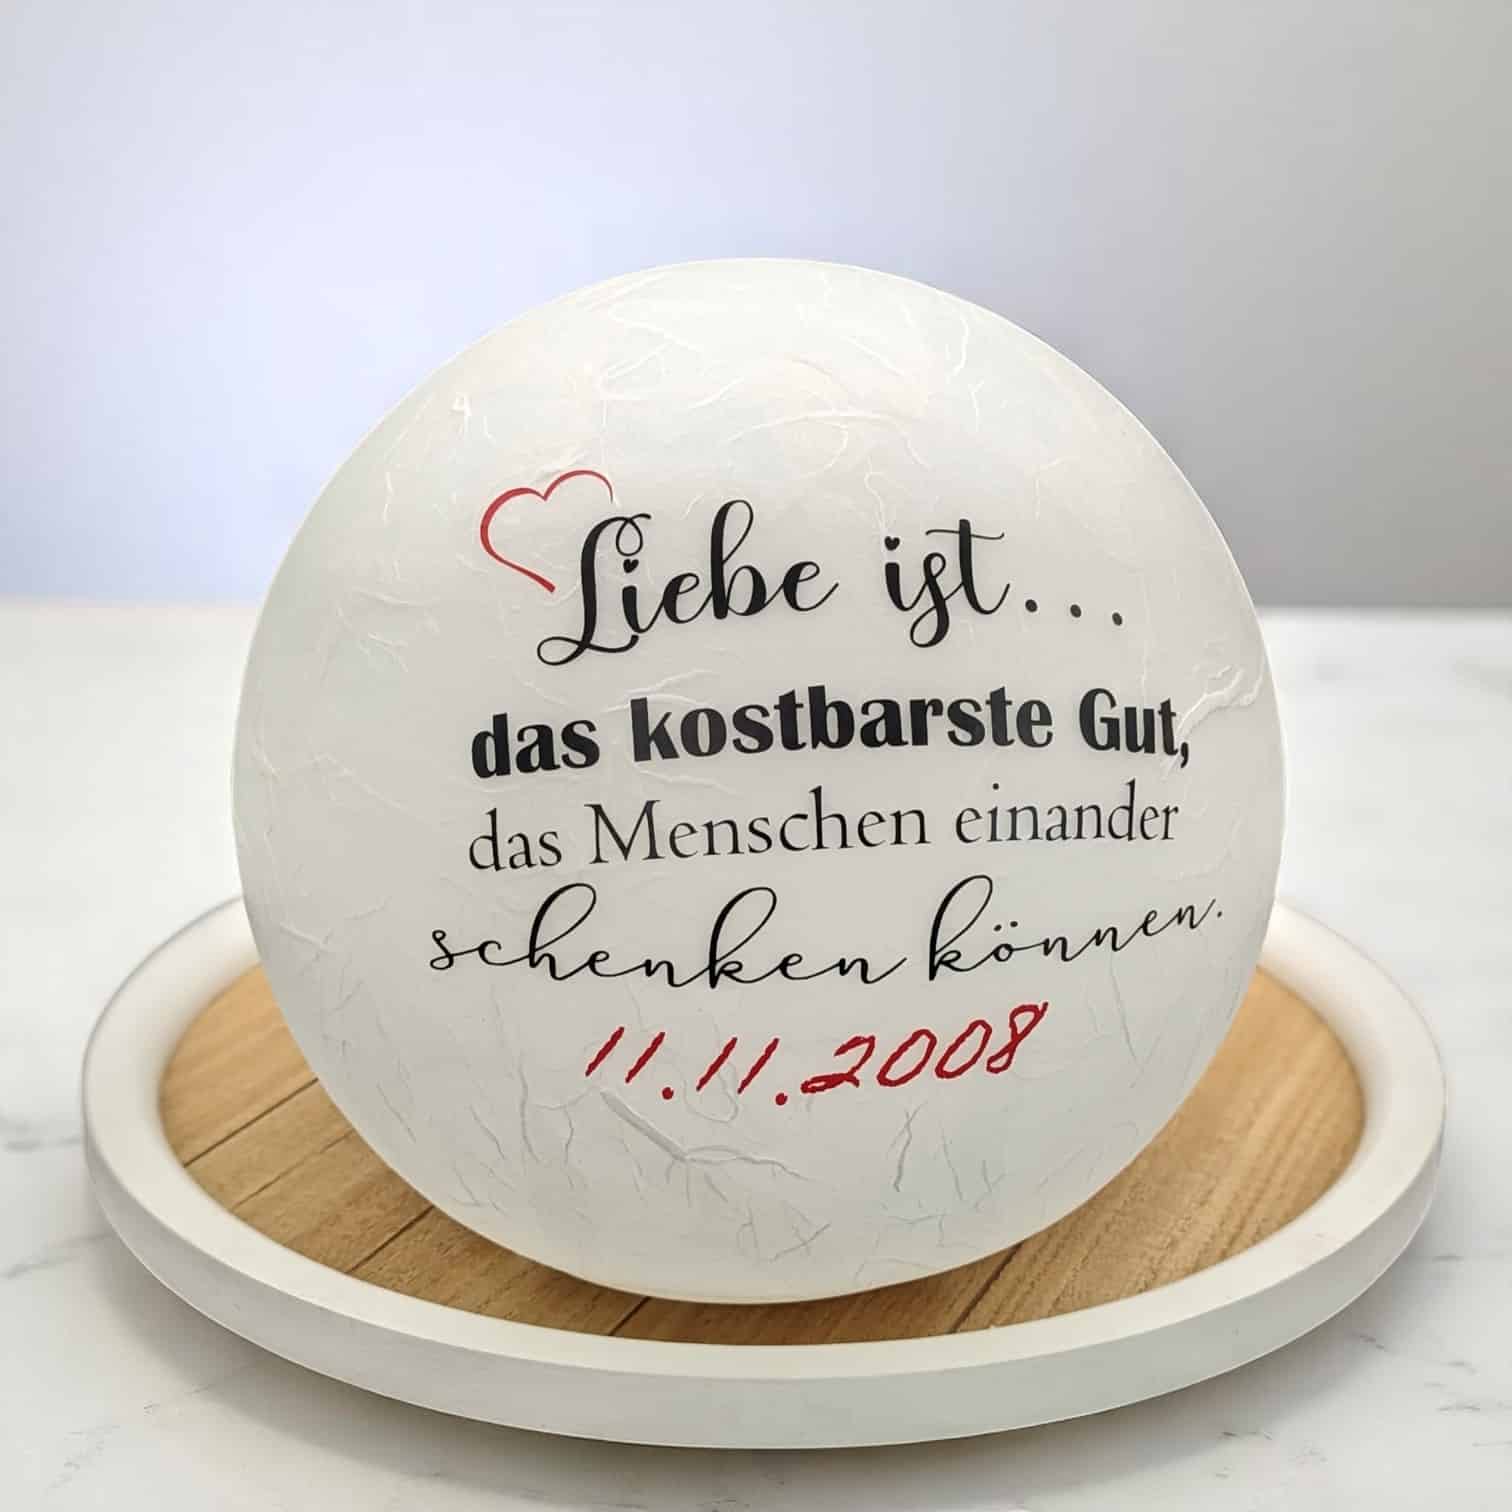 Liebe ist...
das kostbarste Gut,
das Menschen einander
schenken können.
11.11.2008